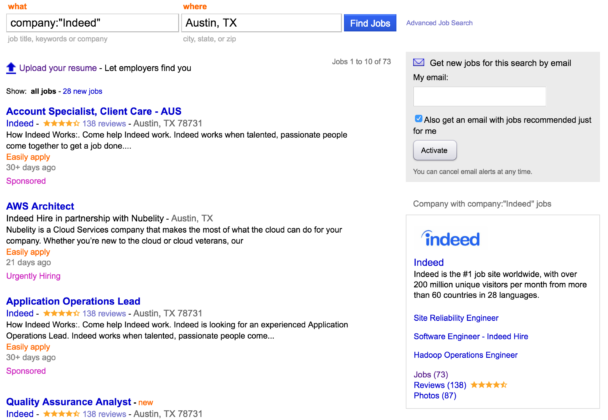 what
where
company:"Indeed"
Austin, TX
Find Jobs
Advanced Job Search
job title, keywords or company
city, state, or zip
Upload your resume - Let employers find you
Jobs 1 to 10 of 73
Show: all jobs - 28 new jobs
Account Specialist, Client Care - AUS
Indeed - 138 reviews - Austin, TX 78731
How Indeed Works:. Come help Indeed work. Indeed works when talented, passionate people
come together to get a job done....
Easily apply
30+ days ago
Sponsored
AWS Architect
Indeed Hire in partnership with Nubelity - Austin, TX
Nubelity is a Cloud Services company that makes the most of what the cloud can do for your
company. Whether you're new to the cloud or cloud veterans, our
Easily apply
21 days ago
Urgently Hiring
Application Operations Lead
Indeed - 138 reviews - Austin, TX 78731
How Indeed Works:. Come help Indeed work. Indeed is looking for an experienced Application
Operations Lead. Indeed works when talented, passionate people come...
Easily apply
30+ days ago
Sponsored
Quality Assurance Analyst - new
Indeed - 138 reviews - Austin, TX 78731
Get new jobs for this search by email
My email:
Also get an email with jobs recommended just
for me
Activate
You can cancel email alerts at any time.
Company with company:"Indeed" jobs
indeed
Indeed
Indeed is the #1 job site worldwide, with over
200 million unique visitors per month from more
than 60 countries in 28 languages.
Site Reliability Engineer
Software Engineer - Indeed Hire
Hadoop Operations Engineer
Jobs (73)
Reviews (138)
Photos (87)